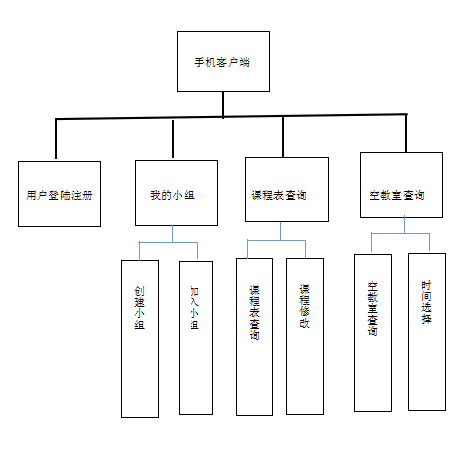 手机客户端
用户登陆注册
我的小组
课程表查询
空教室查询
创建小组
加入小组
课程表查询
课程修改
空教室查询
时间选择